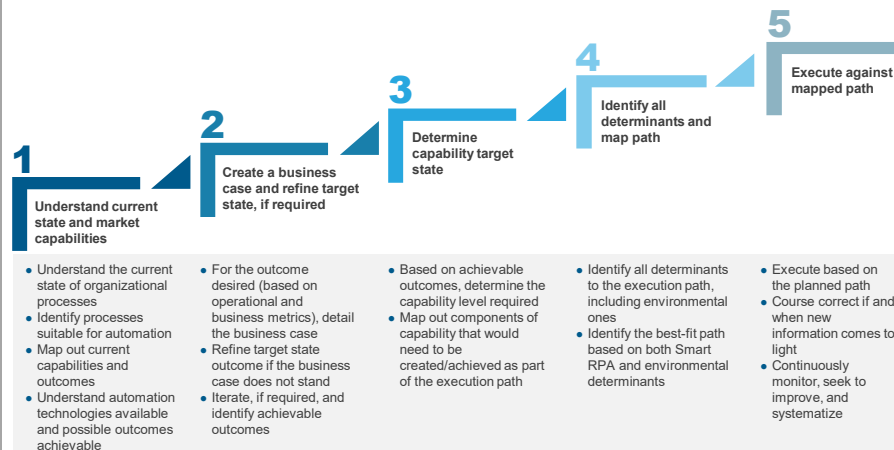 1
Understand current
state and market
capabilities
● Understand the current
state of organizational
processes
● Identify processes
suitable for automation
● Map out current
capabilities and
outcomes
● Understand automation
technologies available
and possible outcomes
achievable
2
Create a business
case and refine target
state, if required
● For the outcome
desired (based on
operational and
business metrics), detail
the business case
● Refine target state
outcome if the business
case does not stand
● Iterate, if required, and
identify achievable
outcomes
3
Determine
capability target
state
● Based on achievable
outcomes, determine the
capability level required
● Map out components of
capability that would
need to be
created/achieved as part
of the execution path
4
Identify all
determinants and
map path
● Identify all determinants
to the execution path,
including environmental
ones
● Identify the best-fit path
based on both Smart
RPA and environmental
determinants
5
Execute against
mapped path
● Execute based on
the planned path
● Course correct if and
when new
information comes to
light
● Continuously
monitor, seek to
improve, and
systematize